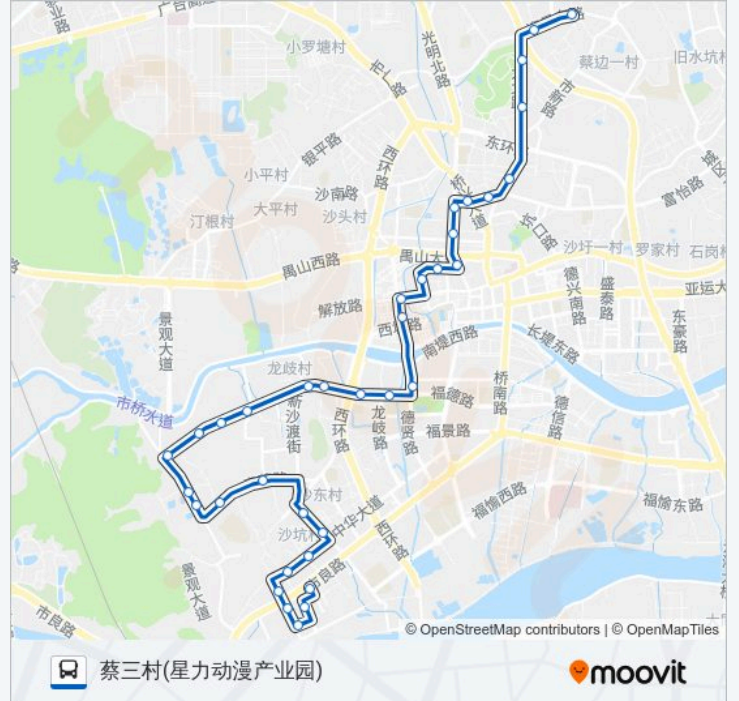 广台高速
小罗塘村
光明北路
市广路
蔡边一村
旧水坑村
市新路
银平路
东环
西环路
小平村
沙南路
大平村
沙头村
汀根村
桥兴大道
坑口路
富怡路
沙圩一村
罗家村
石岗村
禺山西路
禺山大
德兴南路
盛泰路
亚运大
解放路
西城路
景观大道
南堤西路
长堤东路
东豪路
龙岐村
市桥水道
新沙渡街
西环路
龙岐路
德贤路
福德路
福景路
桥南路
德信路
沙东村
沙坑村
中华大道
西环路
福愉西路
福愉东路
景观大道
市良路
市良路
© OpenStreetMap contributors | © OpenMapTiles
蔡三村(星力动漫产业园)
moovit